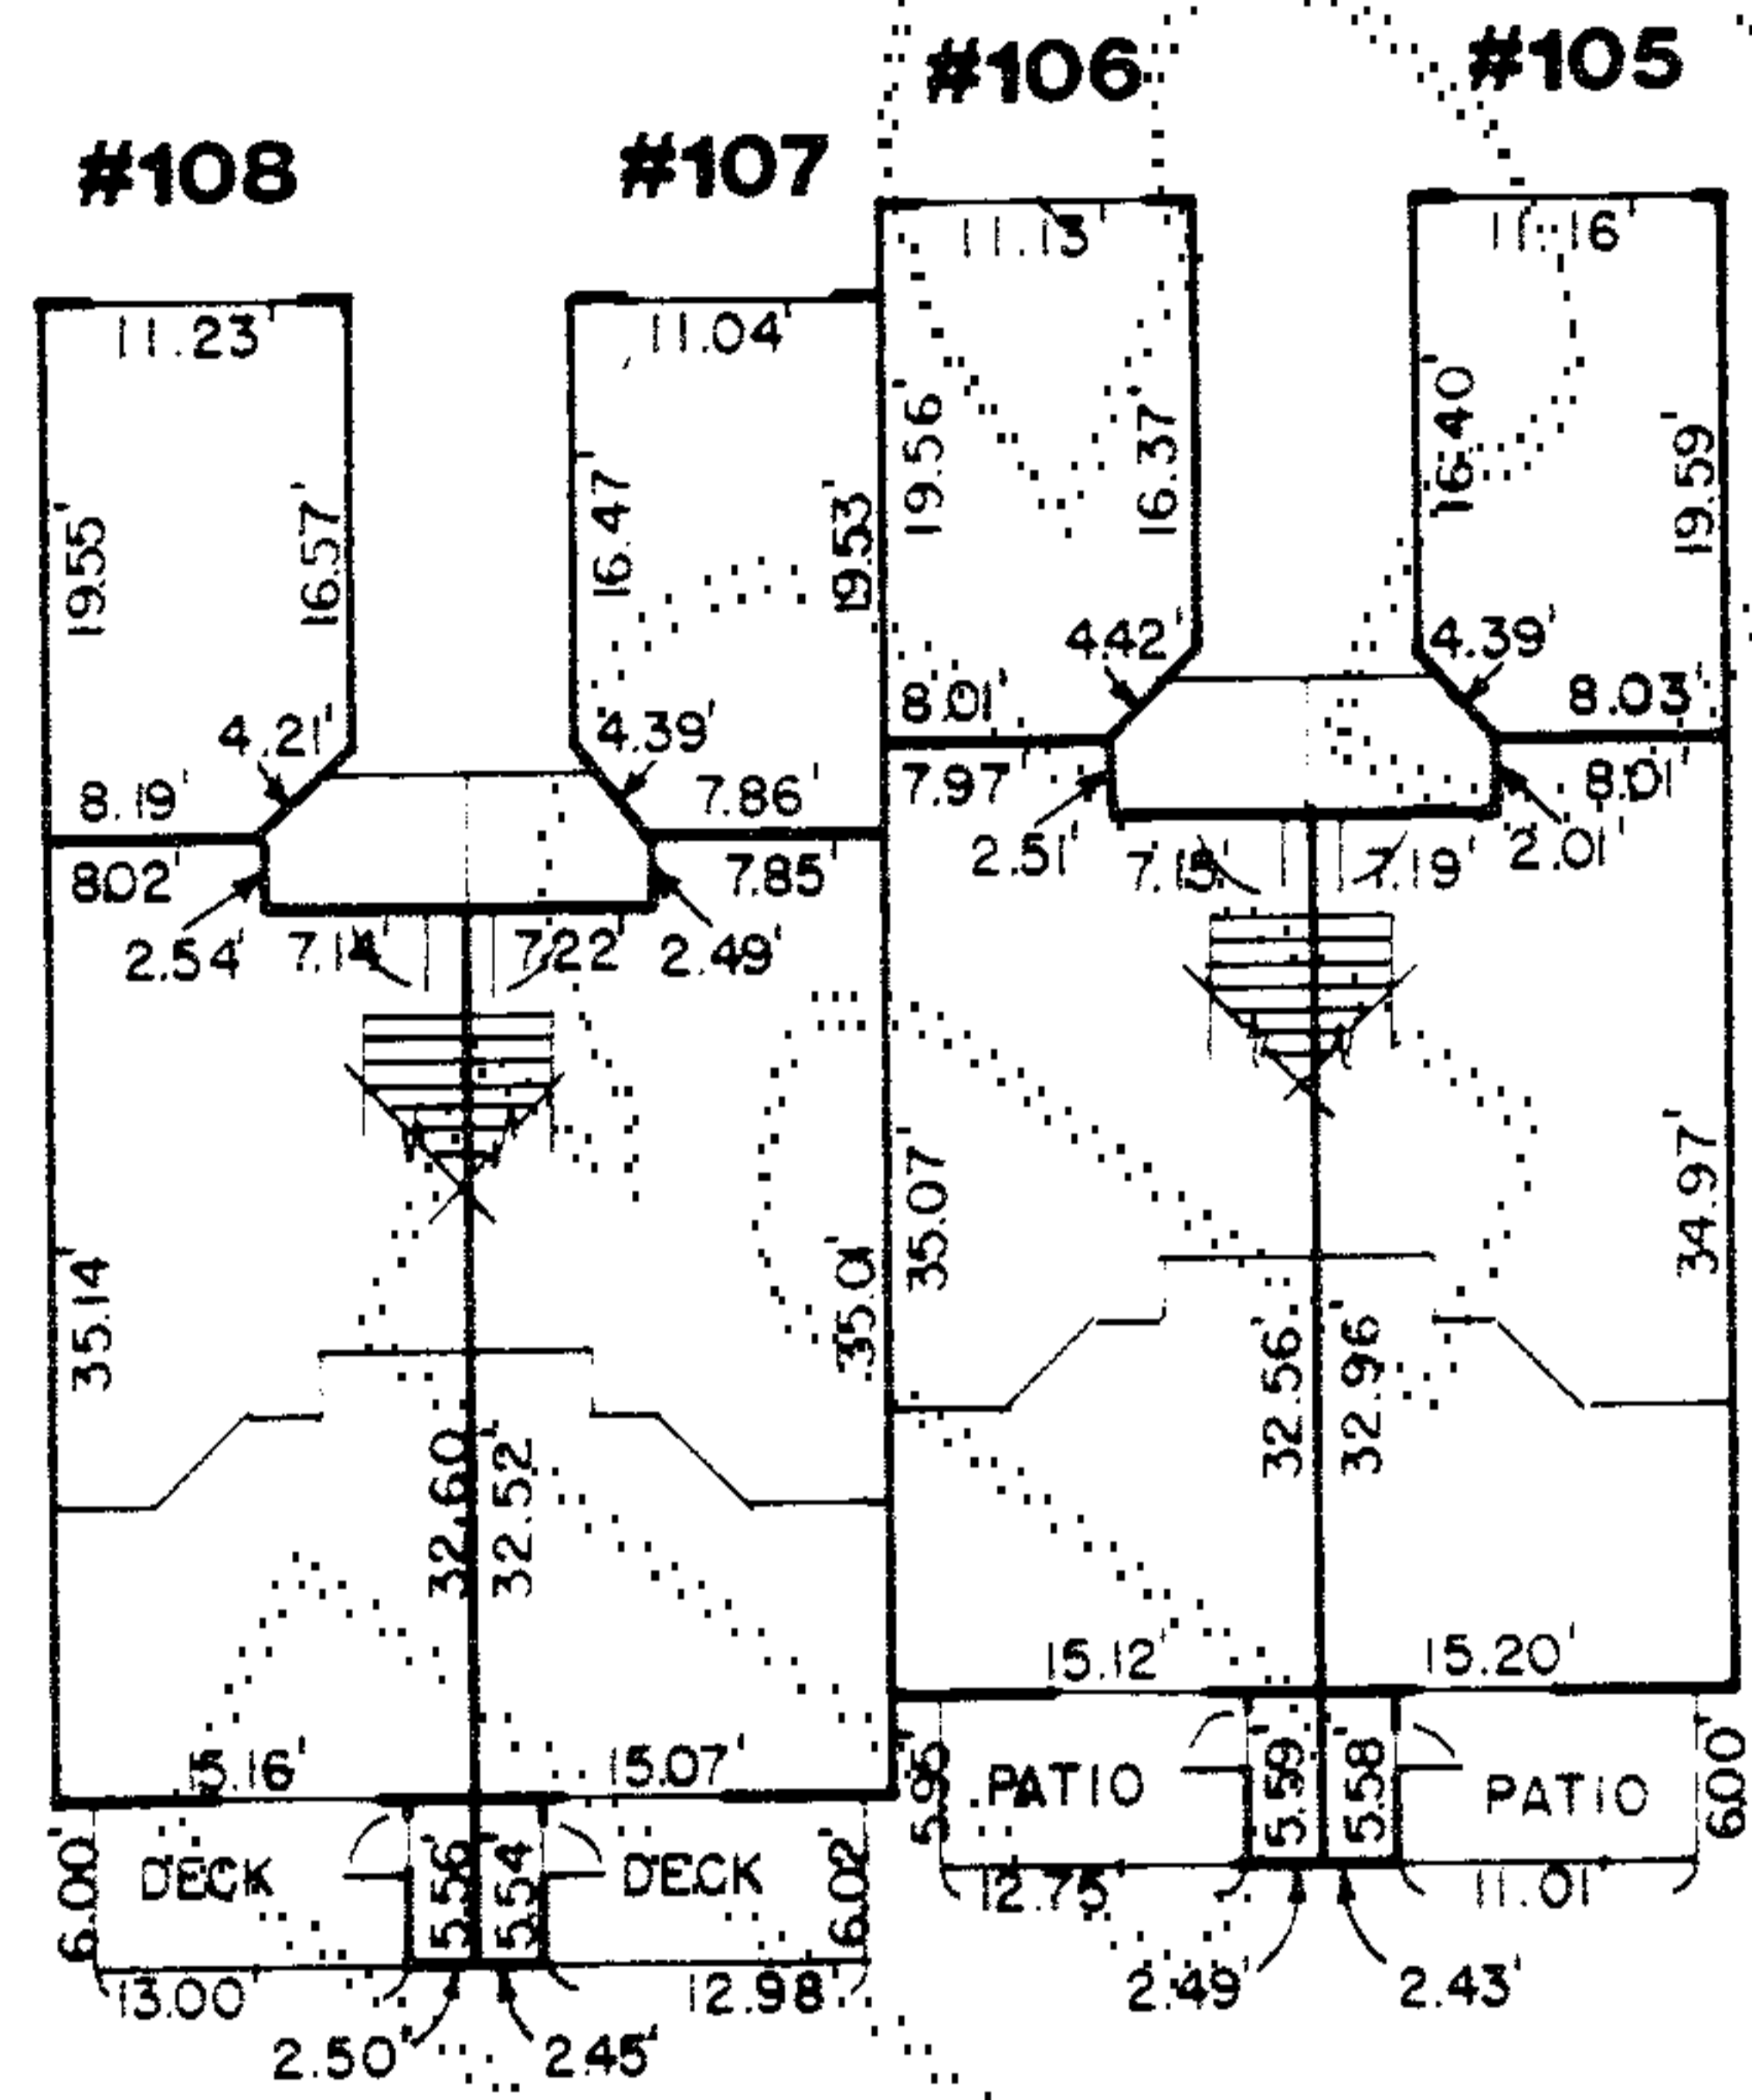 #106 #105
#108 #107
11.13' 11.16'
11.23' 11.04'
19.56' 16.37' 16.40' 19.59'
19.55' 16.57' 16.47' 19.53'
4.42' 4.39'
8.01' 8.03'
4.21' 4.39'
7.97' 8.01'
8.19' 7.86'
2.51' 7.15' 7.19' 2.01'
8.02' 7.85'
2.54' 7.14' 7.22' 2.49'
35.07' 34.97'
35.14' 35.01'
32.56' 32.96'
32.60' 32.52'
15.12' 15.20'
15.16' 15.07'
5.95' PATIO 5.59' 5.58' PATIO 6.00'
6.00' DECK 5.56' 5.54' DECK 6.02'
12.75' 11.01'
13.00' 12.98' 2.49' 2.43'
2.50' 2.45'